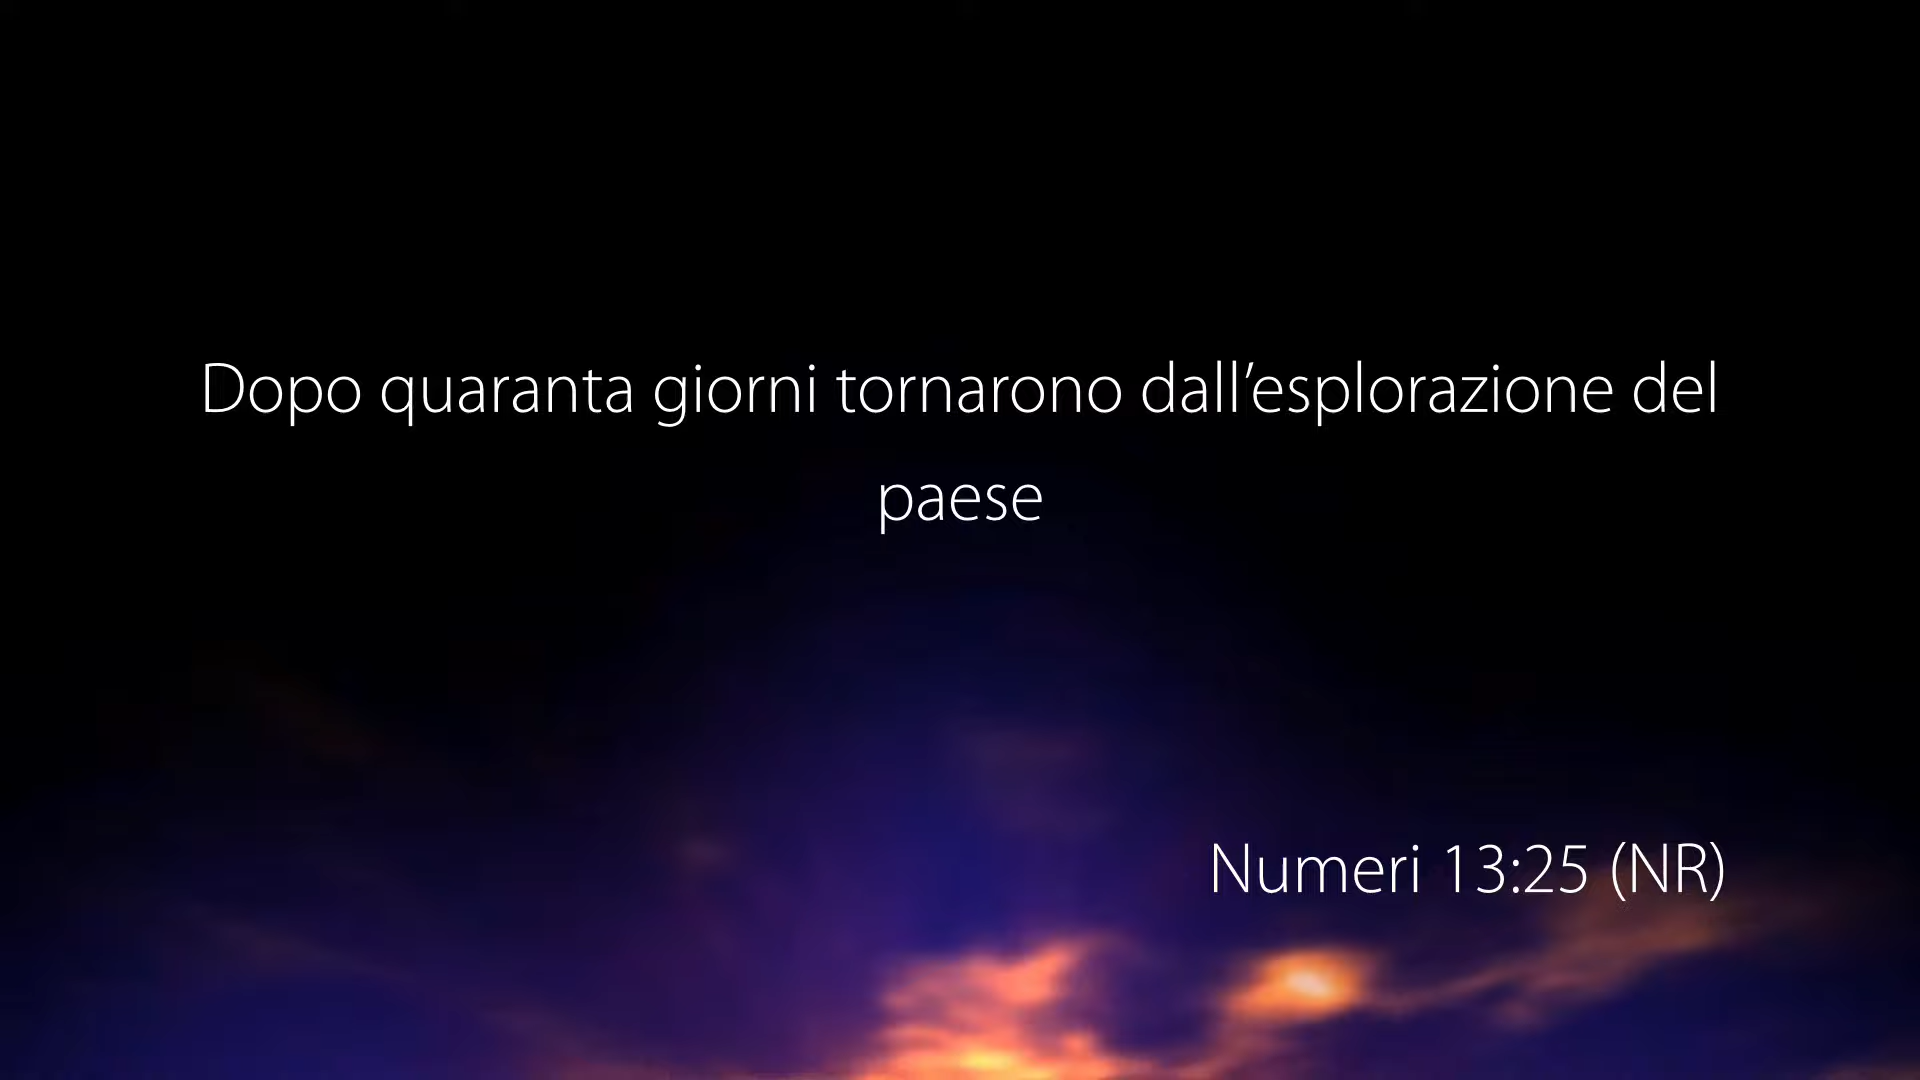 Dopo quaranta giorni tornarono dall’esplorazione del
paese
Numeri 13:25 (NR)